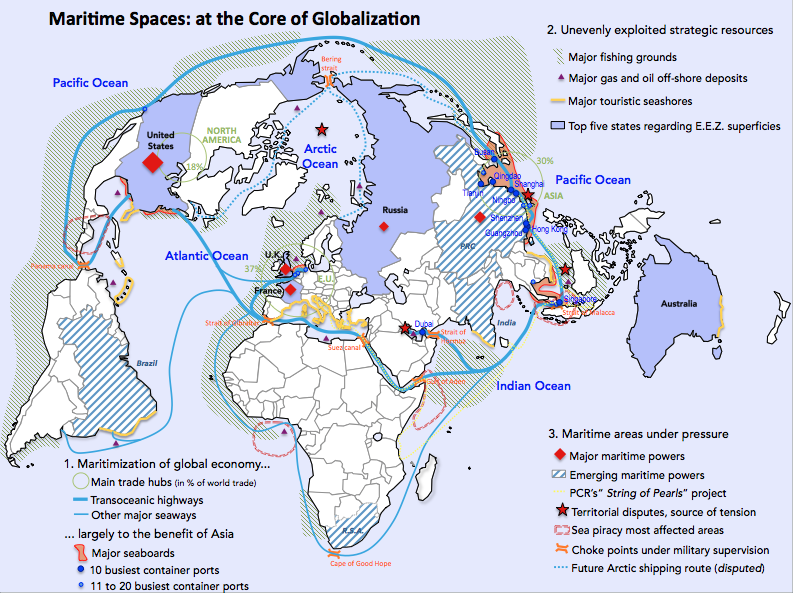 Maritime Spaces: at the Core of Globalization
2. Unevenly exploited strategic resources
Major fishing grounds
Major gas and oil off-shore deposits
Major touristic seashores
Top five states regarding E.E.Z. superficies
Pacific Ocean
Bering
strait
United
States
NORTH
AMERICA
18%
Arctic
Ocean
Busan
30%
Qingdao
Tianjin
Shanghai
Ningbo
ASIA
Pacific Ocean
Russia
Shenzhen
Guangzhou
Hong Kong
PRC
Atlantic Ocean
U.K.
37%
E.U.
France
Panama canal
Singapore
Strait of Malacca
Australia
Strait of Gibraltar
Dubai
Strait of
Hormuz
India
Suez canal
Brazil
Gulf of Aden
Indian Ocean
R.S.A.
Cape of Good Hope
1. Maritimization of global economy...
Main trade hubs (in % of world trade)
Transoceanic highways
Other major seaways
... largely to the benefit of Asia
Major seaboards
10 busiest container ports
11 to 20 busiest container ports
3. Maritime areas under pressure
Major maritime powers
Emerging maritime powers
PCR's" String of Pearls" project
Territorial disputes, source of tension
Sea piracy most affected areas
Choke points under military supervision
Future Arctic shipping route (disputed)